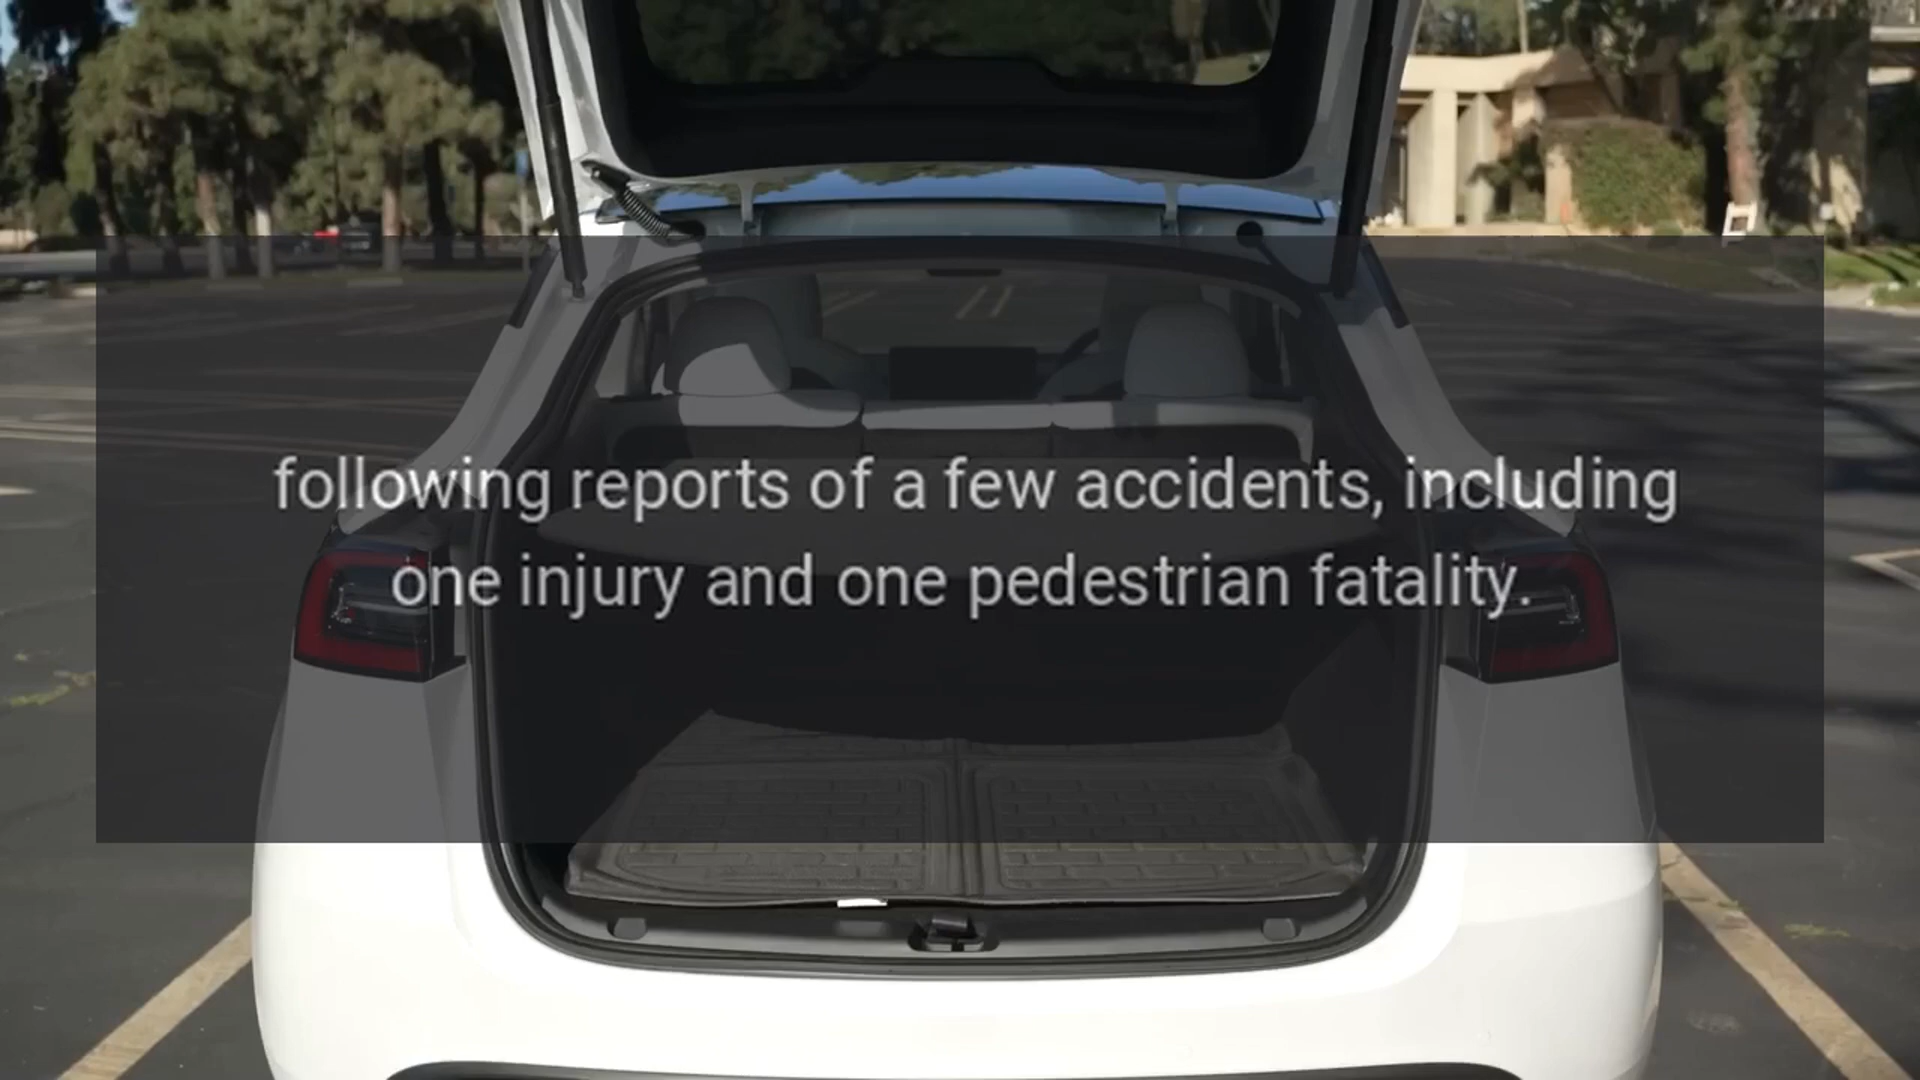 following reports of a few accidents, including
one injury and one pedestrian fatality.